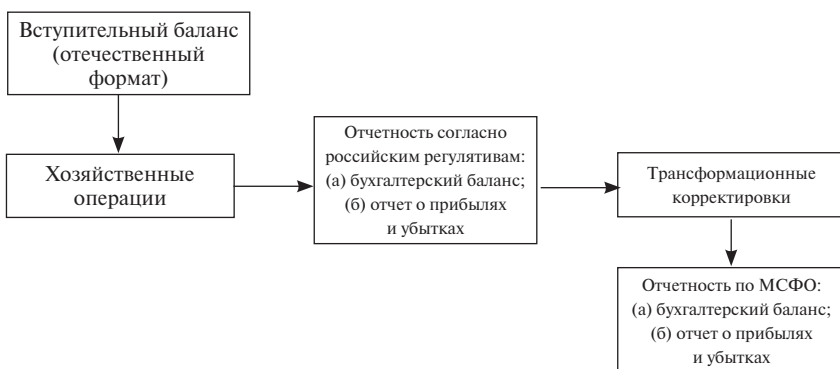 Вступительный баланс
(отечественный
формат)
Хозяйственные
операции
Отчетность согласно
российским регулятивам:
(а) бухгалтерский баланс;
(б) отчет о прибылях
и убытках
Трансформационные
корректировки
Отчетность по МСФО:
(а) бухгалтерский баланс;
(б) отчет о прибылях
и убытках